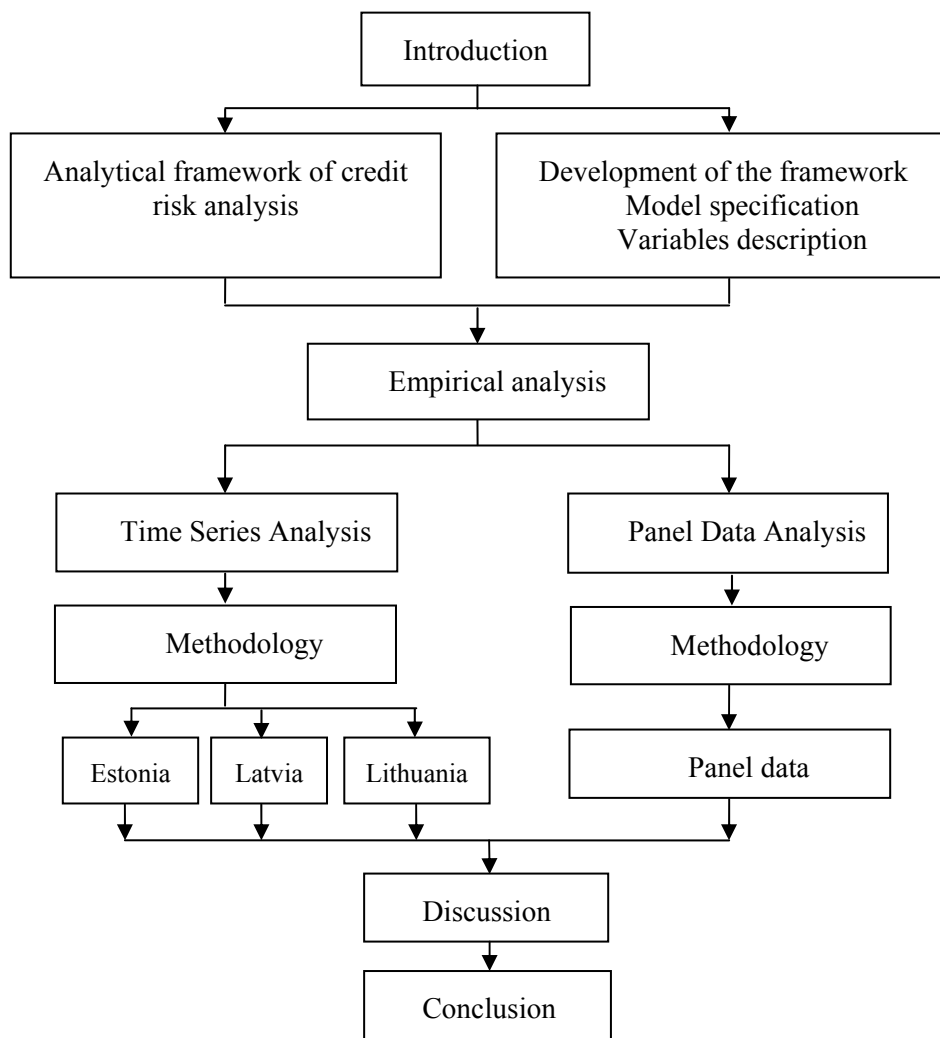 Introduction
Analytical framework of credit
risk analysis
Development of the framework
Model specification
Variables description
Empirical analysis
Time Series Analysis
Panel Data Analysis
Methodology
Methodology
Estonia
Latvia
Lithuania
Panel data
Discussion
Conclusion